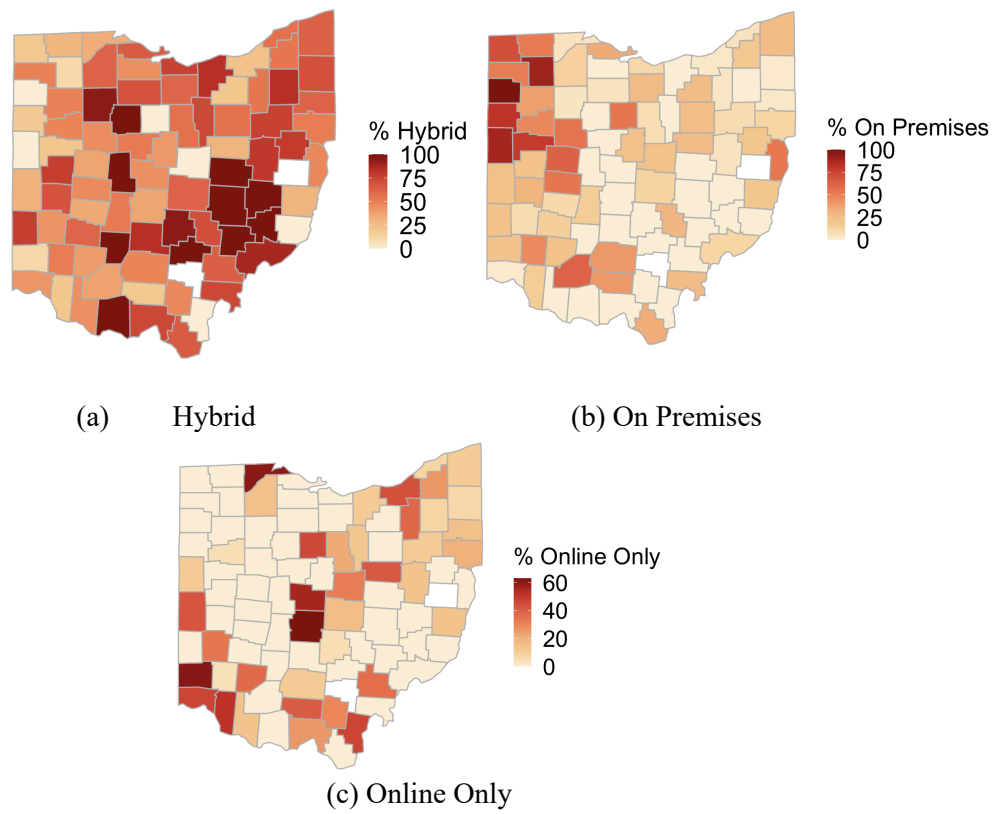 % Hybrid
100
75
50
25
0
% On Premises
100
75
50
25
0
(a) Hybrid
(b) On Premises
% Online Only
60
40
20
0
(c) Online Only